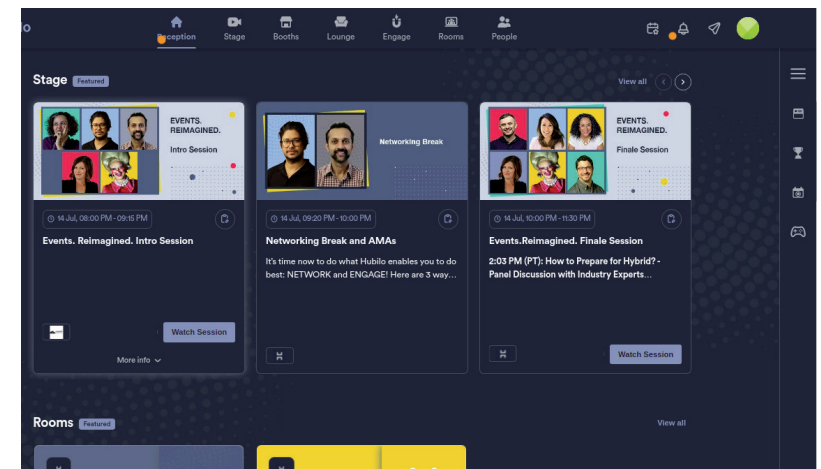 lo
Reception
Stage
Booths
Lounge
Engage
Rooms
People
Stage Featured
View all
EVENTS.
REIMAGINED.
Intro Session
14 Jul, 08:00 PM - 09:15 PM
Events. Reimagined. Intro Session
Watch Session
More info
Networking Break
14 Jul, 09:20 PM - 10:00 PM
Networking Break and AMAs
It's time now to do what Hubilo enables you to do
best: NETWORK and ENGAGE! Here are 3 way...
EVENTS.
REIMAGINED.
Finale Session
14 Jul, 10:00 PM - 11:30 PM
Events.Reimagined. Finale Session
2:03 PM (PT): How to Prepare for Hybrid? -
Panel Discussion with Industry Experts...
Watch Session
Rooms Featured
View all